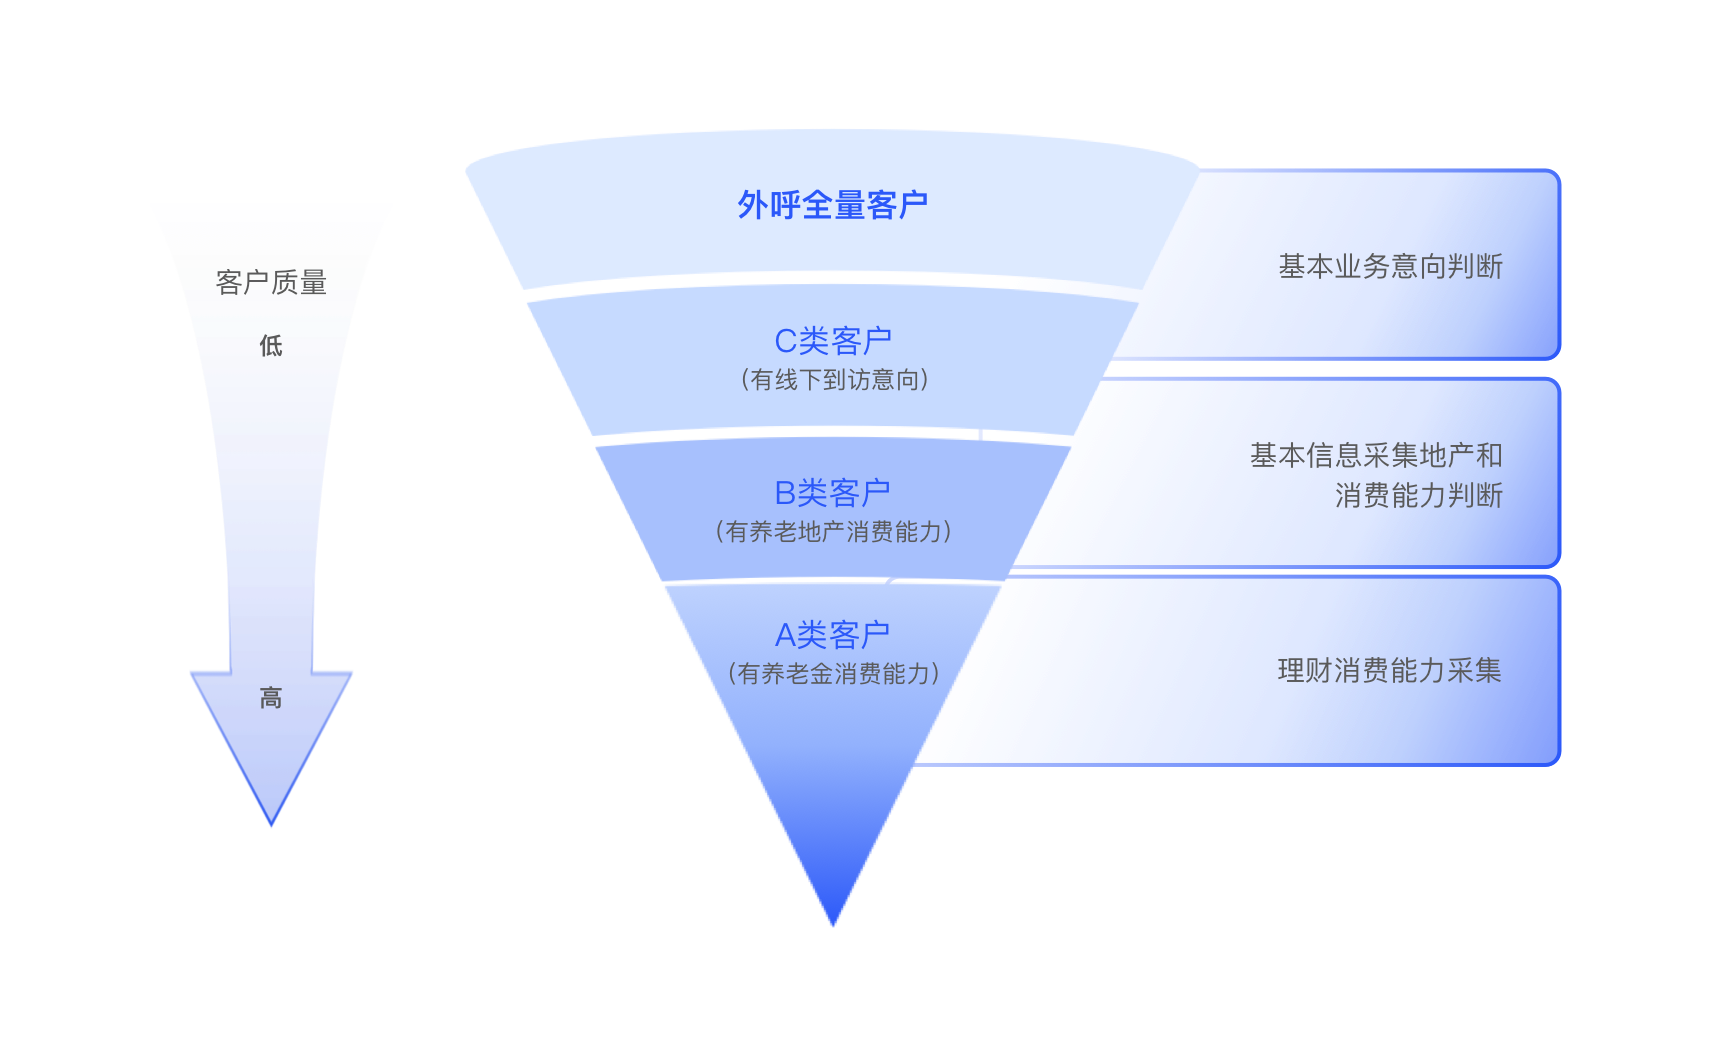 客户质量
低
高
外呼全量客户
C类客户
(有线下到访意向)
B类客户
(有养老地产消费能力)
A类客户
(有养老金消费能力)
基本业务意向判断
基本信息采集地产和
消费能力判断
理财消费能力采集